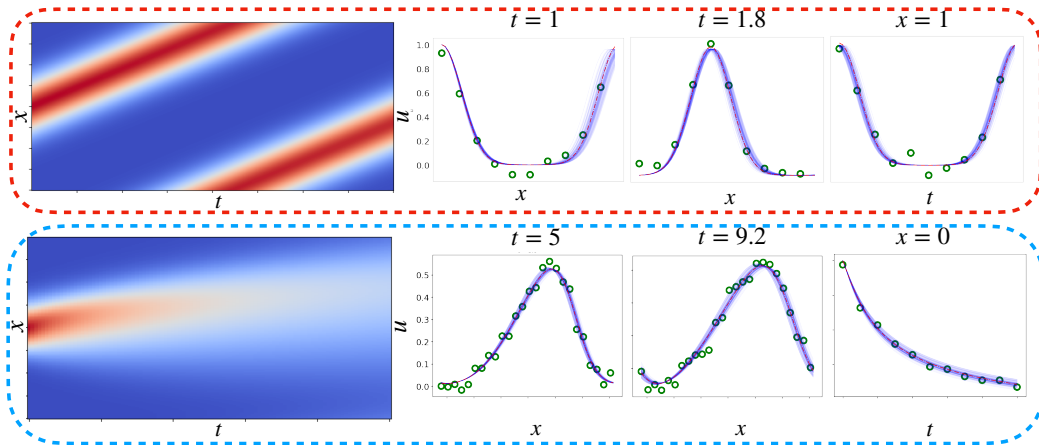 t = 1
t = 1.8
x = 1
x
u
1.0
0.8
0.6
0.4
0.2
0.0
t
x
x
t
t = 5
t = 9.2
x = 0
x
u
0.5
0.4
0.3
0.2
0.1
0.0
t
x
x
t